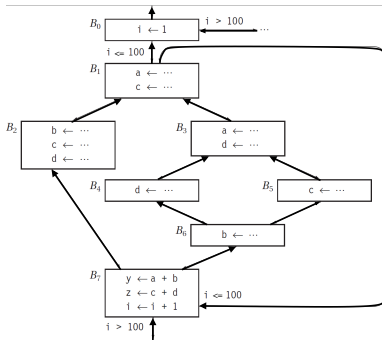 B0
i ← 1
i > 100
...
i <= 100
B1
a ← ...
c ← ...
B2
b ← ...
c ← ...
d ← ...
B3
a ← ...
d ← ...
B4
d ← ...
B5
c ← ...
B6
b ← ...
B7
y ← a + b
z ← c + d
i ← i + 1
i <= 100
i > 100